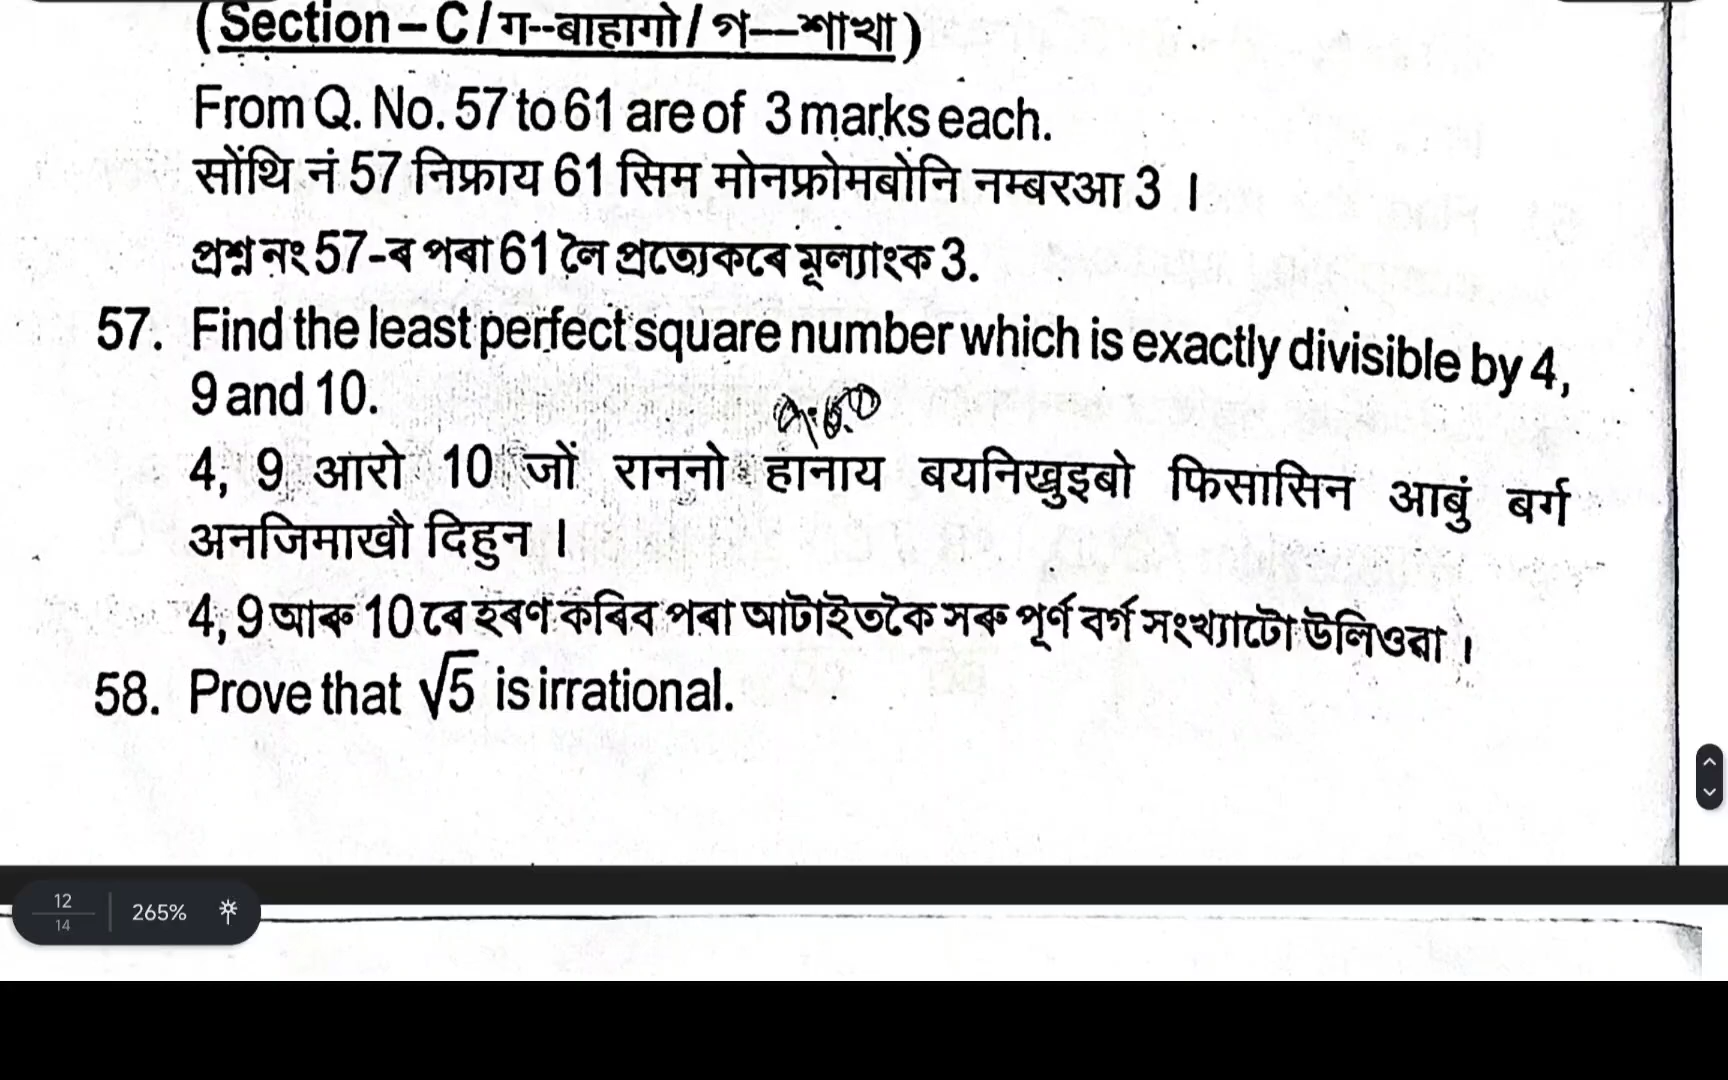 (Section – C / ग--बाहागो / গ—শাখা)
From Q. No. 57 to 61 are of 3 marks each.
सोंथि नं 57 निफ्राय 61 सिम मोनफ्रोमबोनि नम्बरआ 3 ।
প্ৰশ্ন নং 57-ৰ পৰা 61 লৈ প্ৰত্যেকৰে মূল্যাংক 3.
57. Find the least perfect square number which is exactly divisible by 4,
9 and 10.
4, 9 आरो 10 जों राननो हानाय बयनिखुइबो फिसासिन आबुं बर्ग
अनजिमाखौ दिहुन ।
4, 9 আৰু 10 ৰে হৰণ কৰিব পৰা আটাইতকৈ সৰু পূৰ্ণ বৰ্গ সংখ্যাটো উলিওৱা ।
58. Prove that √5 is irrational.
12
14
265%